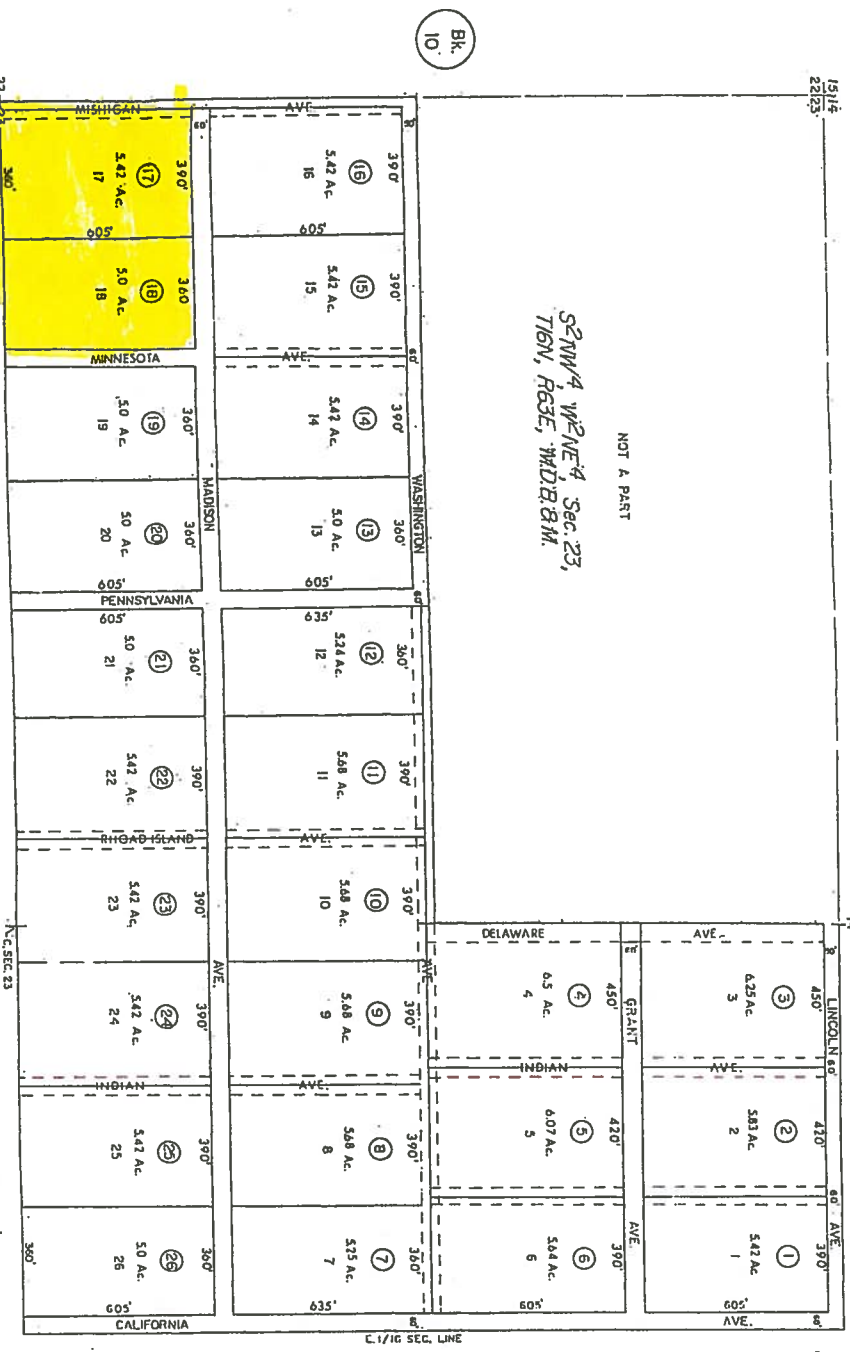 Bk.
10
15 14
22 23
NOT A PART
S2NW4, W2NE4, Sec. 23,
T16N, R63E, M.D.B.&M.
MISHIGAN AVE.
60'
390'
17
5.42 Ac.
17
605'
360'
360
18
5.0 Ac.
18
390'
16
5.42 Ac.
16
605'
390'
15
5.42 Ac.
15
MINNESOTA AVE.
60'
360'
19
5.0 Ac.
19
360'
20
5.0 Ac.
20
605'
MADISON
AVE.
390'
14
5.42 Ac.
14
360'
13
5.0 Ac.
13
605'
WASHINGTON
AVE
PENNSYLVANIA
60'
605'
360'
21
5.0 Ac.
21
390'
22
5.42 Ac.
22
635'
360'
12
5.24 Ac.
12
390'
11
5.68 Ac.
11
RHOAD ISLAND AVE.
390'
23
5.42 Ac.
23
390'
24
5.42 Ac.
24
390'
10
5.68 Ac.
10
390'
9
5.68 Ac.
9
C. SEC. 23
INDIAN AVE.
390'
25
5.42 Ac.
25
360'
26
5.0 Ac.
26
605'
360'
390'
8
5.68 Ac.
8
360'
7
5.25 Ac.
7
635'
CALIFORNIA AVE.
DELAWARE AVE.
60'
450'
4
6.5 Ac.
4
450'
3
6.25 Ac.
3
GRANT
AVE.
LINCOLN
AVE.
60'
INDIAN AVE.
420'
5
6.07 Ac.
5
420'
2
5.83 Ac.
2
60'
390'
6
5.64 Ac.
6
605'
390'
1
5.42 Ac.
1
605'
E.1/16 SEC. LINE